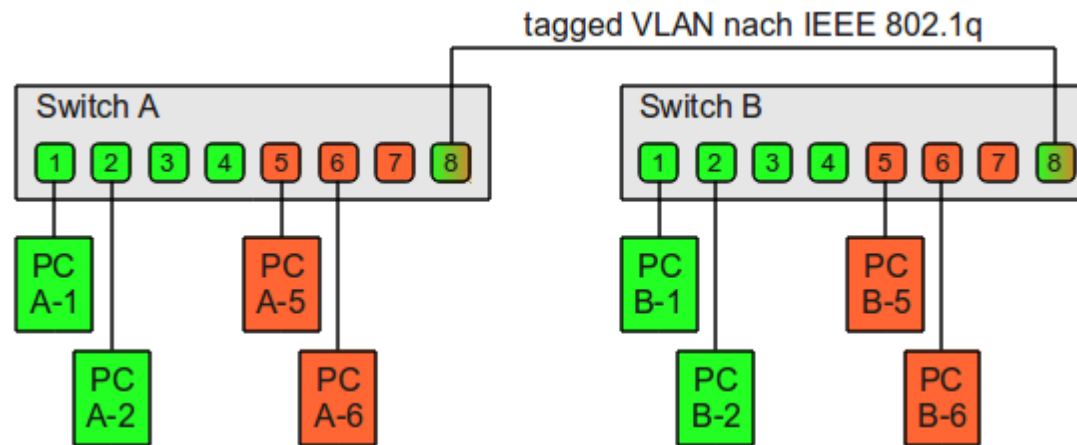 tagged VLAN nach IEEE 802.1q
Switch A
1 2 3 4 5 6 7 8
Switch B
1 2 3 4 5 6 7 8
PC
A-1
PC
A-5
PC
B-1
PC
B-5
PC
A-2
PC
A-6
PC
B-2
PC
B-6